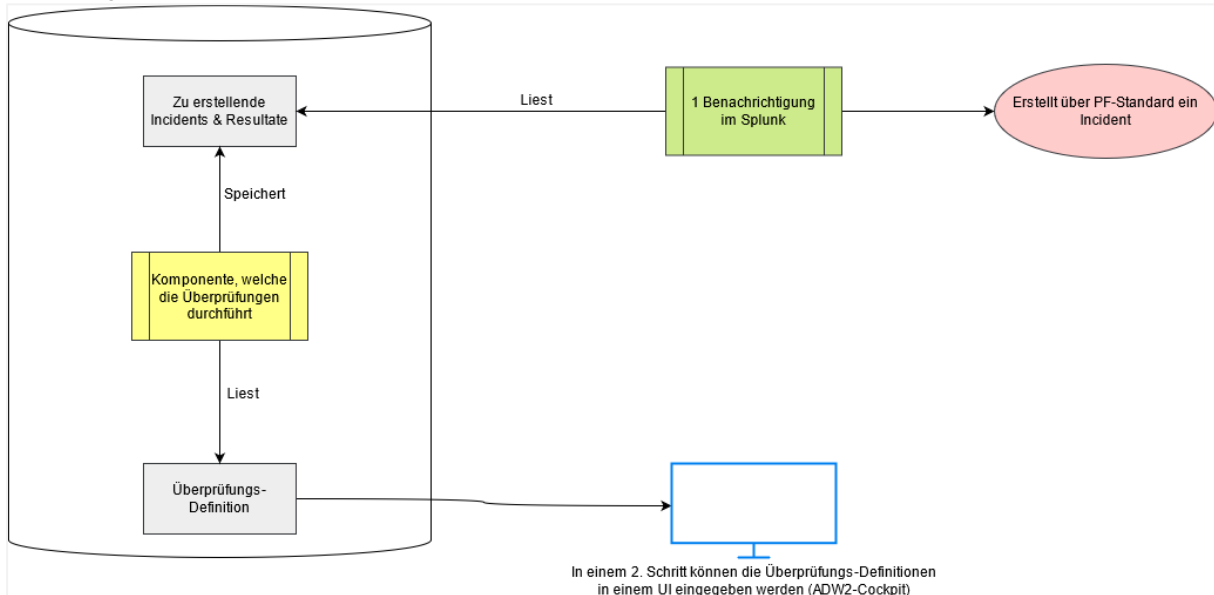 Zu erstellende
Incidents & Resultate
Liest
1 Benachrichtigung
im Splunk
Erstellt über PF-Standard ein
Incident
Speichert
Komponente, welche
die Überprüfungen
durchführt
Liest
Überprüfungs-
Definition
In einem 2. Schritt können die Überprüfungs-Definitionen
in einem UI eingegeben werden (ADW2-Cockpit)